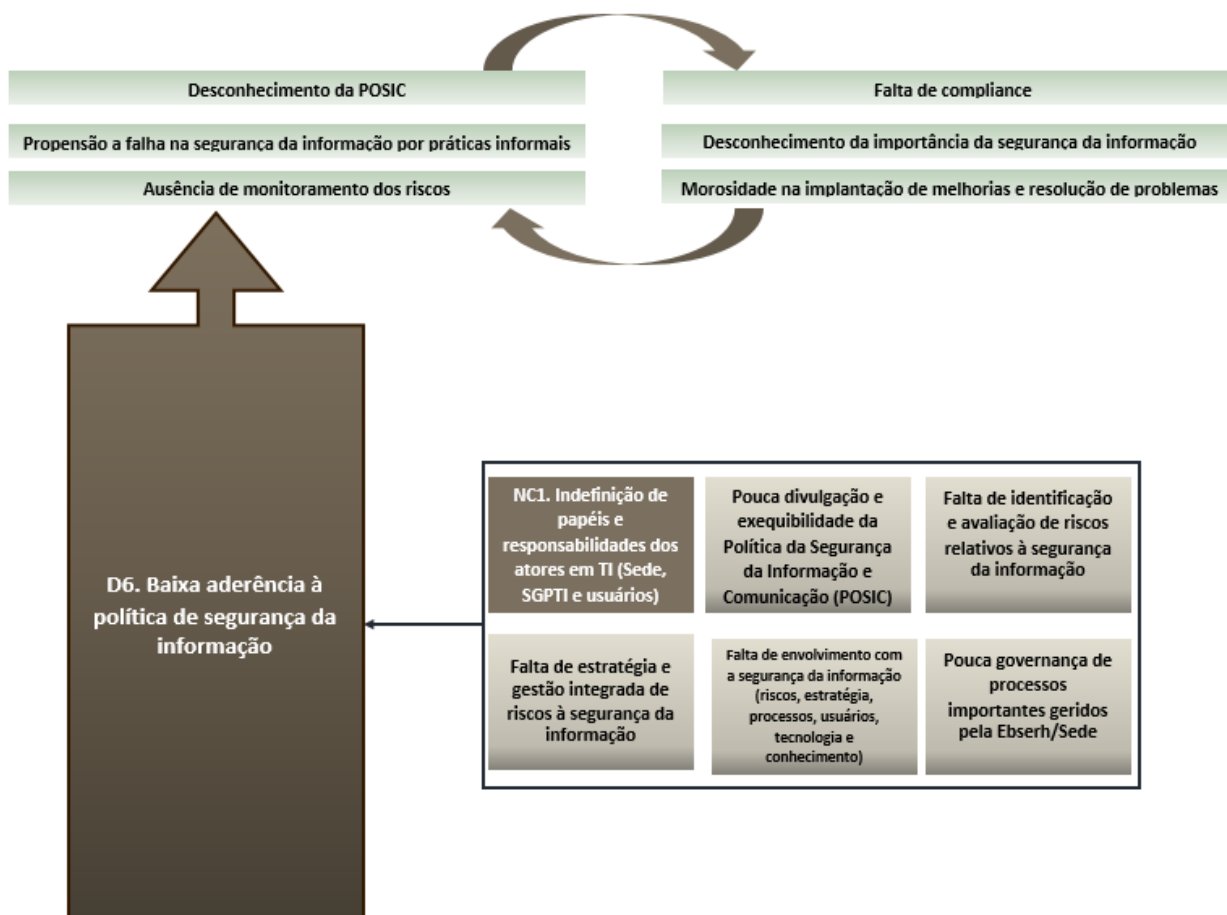 Desconhecimento da POSIC
Falta de compliance
Propensão a falha na segurança da informação por práticas informais
Desconhecimento da importância da segurança da informação
Ausência de monitoramento dos riscos
Morosidade na implantação de melhorias e resolução de problemas
D6. Baixa aderência à
política de segurança da
informação
NC1. Indefinição de
papéis e
responsabilidades dos
atores em TI (Sede,
SGPTI e usuários)
Pouca divulgação e
exequibilidade da
Política da Segurança
da Informação e
Comunicação (POSIC)
Falta de identificação
e avaliação de riscos
relativos à segurança
da informação
Falta de estratégia e
gestão integrada de
riscos à segurança da
informação
Falta de envolvimento com
a segurança da informação
(riscos, estratégia,
processos, usuários,
tecnologia e
conhecimento)
Pouca governança de
processos
importantes geridos
pela Ebserh/Sede